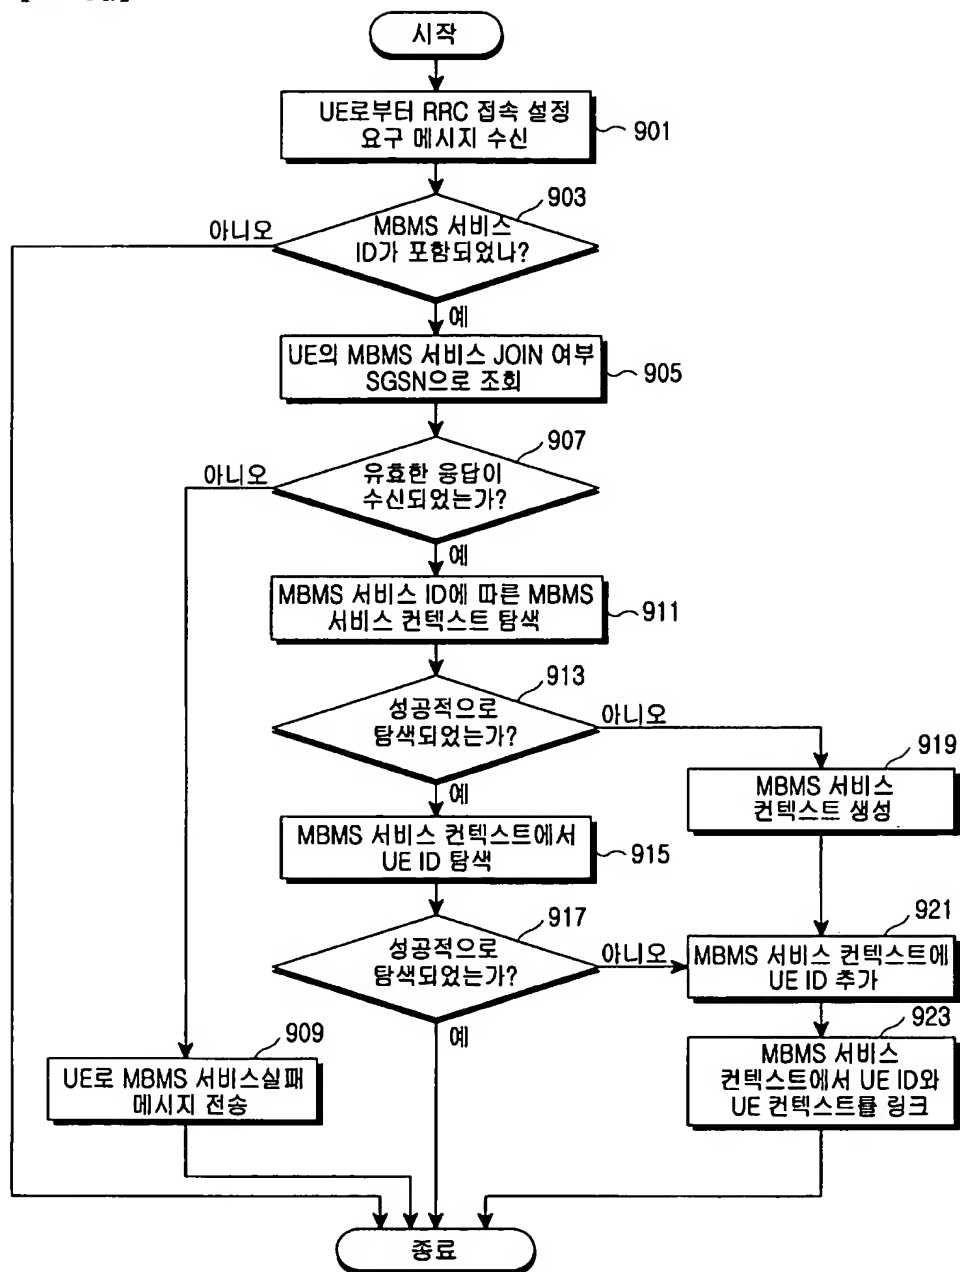 시작
UE로부터 RRC 접속 설정
요구 메시지 수신
901
903
MBMS 서비스
ID가 포함되었나?
아니오
예
UE의 MBMS 서비스 JOIN 여부
SGSN으로 조회
905
907
유효한 응답이
수신되었는가?
아니오
예
MBMS 서비스 ID에 따른 MBMS
서비스 컨텍스트 탐색
911
913
성공적으로
탐색되었는가?
아니오
예
919
MBMS 서비스
컨텍스트 생성
MBMS 서비스 컨텍스트에서
UE ID 탐색
915
917
성공적으로
탐색되었는가?
아니오
예
921
MBMS 서비스 컨텍스트에
UE ID 추가
923
MBMS 서비스
컨텍스트에서 UE ID와
UE 컨텍스트를 링크
909
UE로 MBMS 서비스실패
메시지 전송
종료